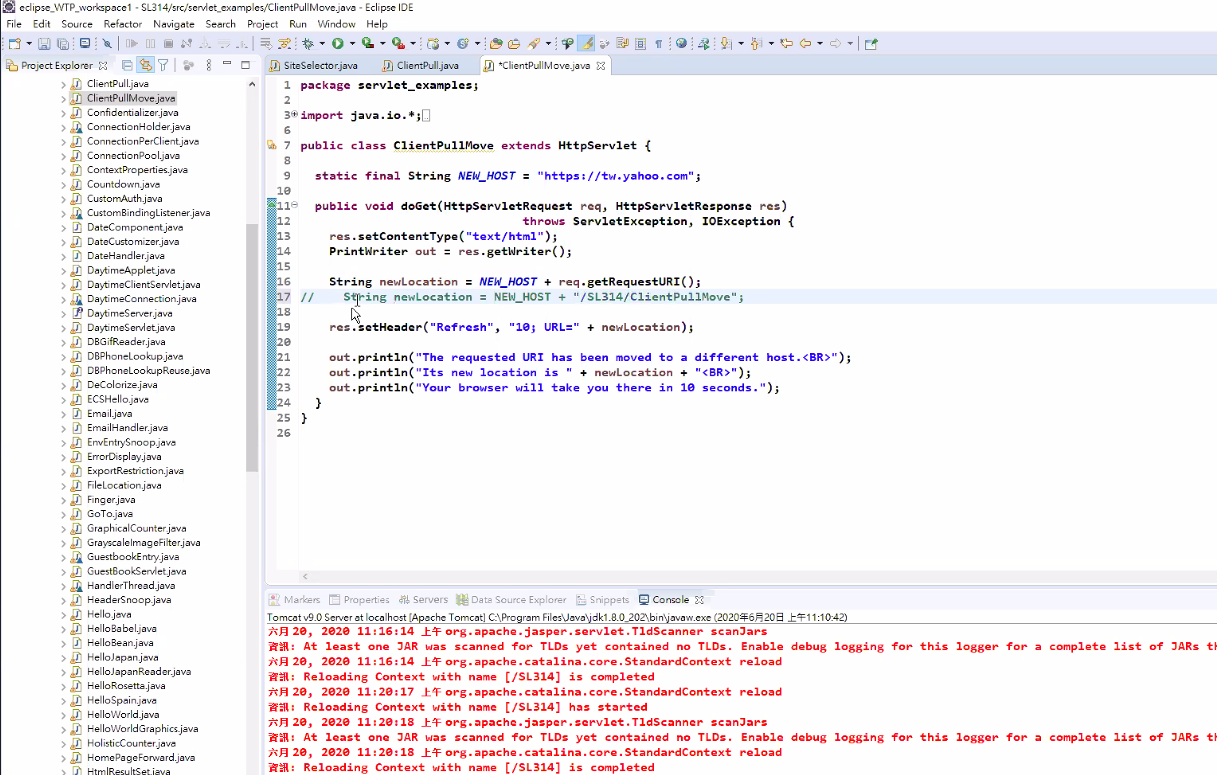 eclipse_WTP_workspace1 - SL314/src/servlet_examples/ClientPullMove.java - Eclipse IDE
File Edit Source Refactor Navigate Search Project Run Window Help
Project Explorer
SiteSelector.java ClientPull.java *ClientPullMove.java
ClientPull.java
ClientPullMove.java
Confidentializer.java
ConnectionHolder.java
ConnectionPerClient.java
ConnectionPool.java
ContextProperties.java
Countdown.java
CustomAuth.java
CustomBindingListener.java
DateComponent.java
DateCustomizer.java
DateHandler.java
DaytimeApplet.java
DaytimeClientServlet.java
DaytimeConnection.java
DaytimeServer.java
DaytimeServlet.java
DBGifReader.java
DBPhoneLookup.java
DBPhoneLookupReuse.java
DeColorize.java
ECSHello.java
Email.java
EmailHandler.java
EnvEntrySnoop.java
ErrorDisplay.java
ExportRestriction.java
FileLocation.java
Finger.java
GoTo.java
GraphicalCounter.java
GrayscaleImageFilter.java
GuestbookEntry.java
GuestBookServlet.java
HandlerThread.java
HeaderSnoop.java
Hello.java
HelloBabel.java
HelloBean.java
HelloJapan.java
HelloJapanReader.java
HelloRosetta.java
HelloSpain.java
HelloWorld.java
HelloWorldGraphics.java
HolisticCounter.java
HomePageForward.java
HtmlResultSet.java
1 package servlet_examples;
2
3 import java.io.*;
6
7 public class ClientPullMove extends HttpServlet {
8
9 static final String NEW_HOST = "https://tw.yahoo.com";
10
11 public void doGet(HttpServletRequest req, HttpServletResponse res)
12 throws ServletException, IOException {
13 res.setContentType("text/html");
14 PrintWriter out = res.getWriter();
15
16 String newLocation = NEW_HOST + req.getRequestURI();
17 // String newLocation = NEW_HOST + "/SL314/ClientPullMove";
18
19 res.setHeader("Refresh", "10; URL=" + newLocation);
20
21 out.println("The requested URI has been moved to a different host.<BR>");
22 out.println("Its new location is " + newLocation + "<BR>");
23 out.println("Your browser will take you there in 10 seconds.");
24 }
25 }
26
Markers Properties Servers Data Source Explorer Snippets Console
Tomcat v9.0 Server at localhost [Apache Tomcat] C:\Program Files\Java\jdk1.8.0_202\bin\javaw.exe (2020年6月20日 上午11:10:42)
六月 20, 2020 11:16:14 上午 org.apache.jasper.servlet.TldScanner scanJars
資訊: At least one JAR was scanned for TLDs yet contained no TLDs. Enable debug logging for this logger for a complete list of JARs th
六月 20, 2020 11:16:14 上午 org.apache.catalina.core.StandardContext reload
資訊: Reloading Context with name [/SL314] is completed
六月 20, 2020 11:20:17 上午 org.apache.catalina.core.StandardContext reload
資訊: Reloading Context with name [/SL314] has started
六月 20, 2020 11:20:18 上午 org.apache.jasper.servlet.TldScanner scanJars
資訊: At least one JAR was scanned for TLDs yet contained no TLDs. Enable debug logging for this logger for a complete list of JARs th
六月 20, 2020 11:20:18 上午 org.apache.catalina.core.StandardContext reload
資訊: Reloading Context with name [/SL314] is completed